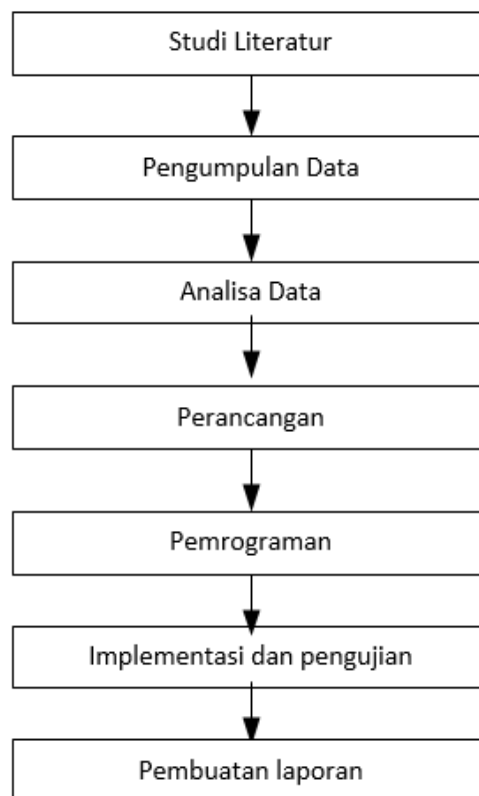 Studi Literatur
Pengumpulan Data
Analisa Data
Perancangan
Pemrograman
Implementasi dan pengujian
Pembuatan laporan